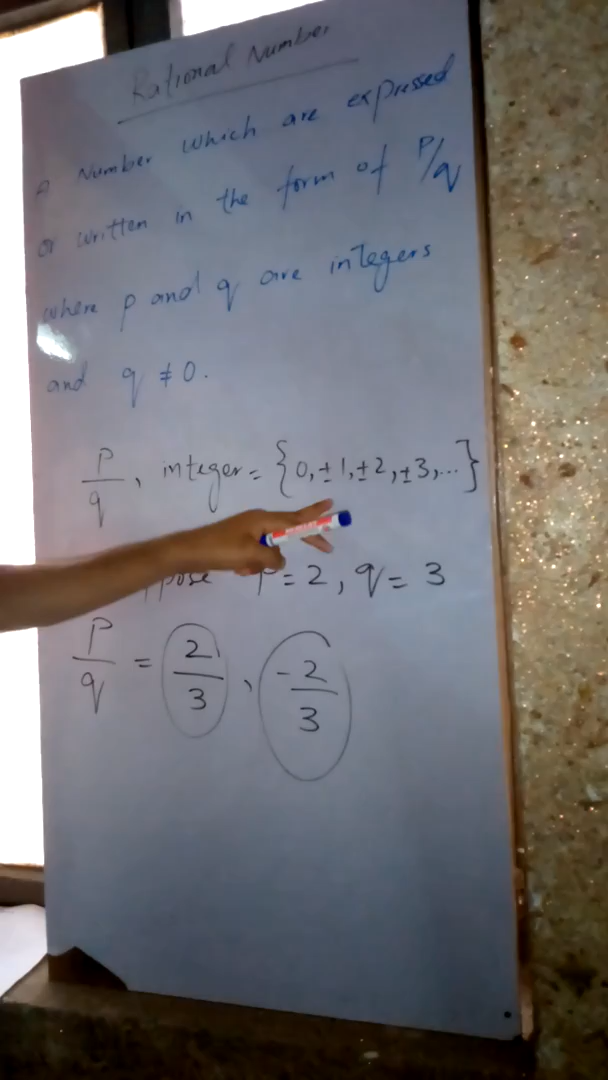 Rational Number
A Number which are expressed
or written in the form of P/q
where p and q are integers
and q ≠ 0.
P/q, integer = {0, ±1, ±2, ±3, ...}
P = 2, q = 3
P/q = 2/3, -2/3